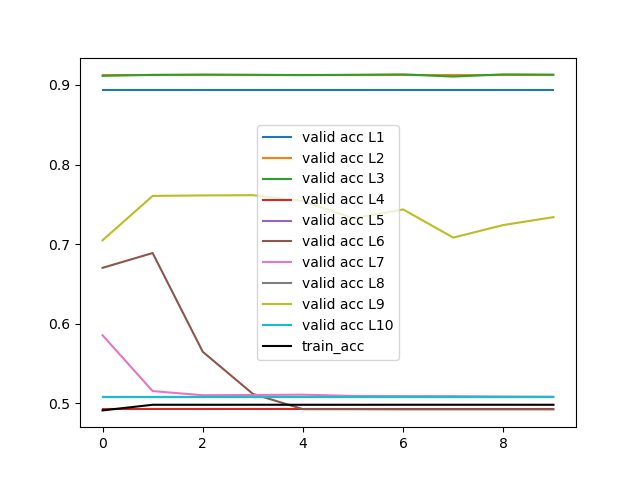 0.9
0.8
0.7
0.6
0.5
0 2 4 6 8
valid acc L1
valid acc L2
valid acc L3
valid acc L4
valid acc L5
valid acc L6
valid acc L7
valid acc L8
valid acc L9
valid acc L10
train_acc